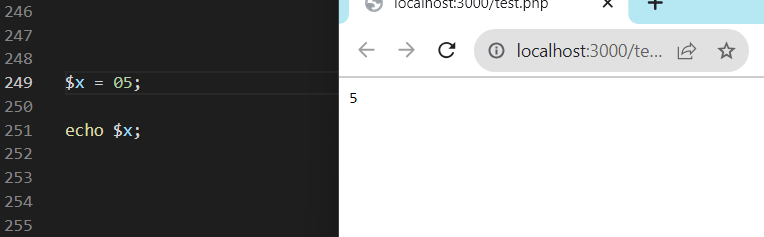 246
247
248
249 $x = 05;
250
251 echo $x;
252
253
254
255
localhost:3000/test.php
localhost:3000/te...
5